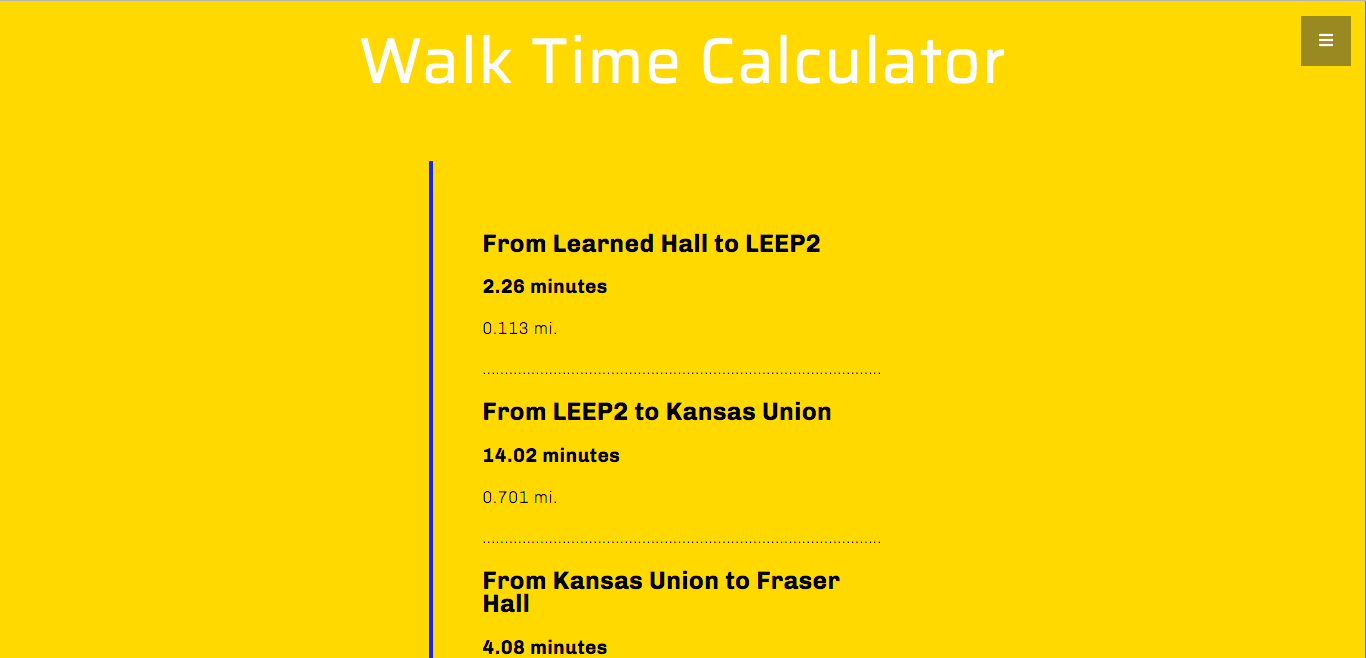 Walk Time Calculator
From Learned Hall to LEEP2
2.26 minutes
0.113 mi.
From LEEP2 to Kansas Union
14.02 minutes
0.701 mi.
From Kansas Union to Fraser
Hall
4.08 minutes